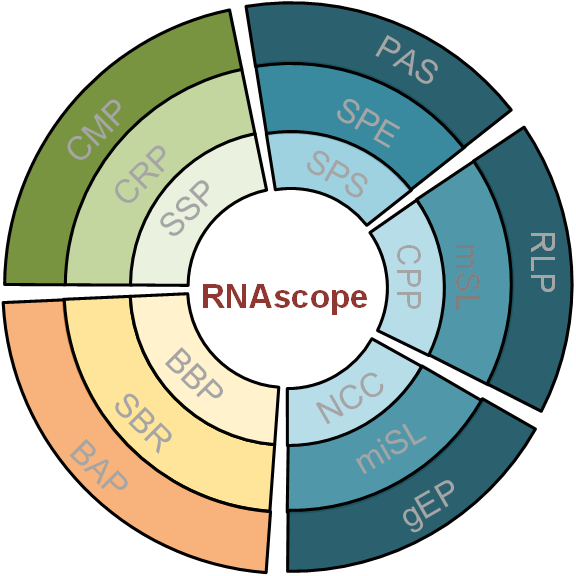 PAS
SPE
SPS
RLP
mSL
CPP
gEP
miSL
NCC
BAP
SBR
BBP
CMP
CRP
SSP
RNAscope